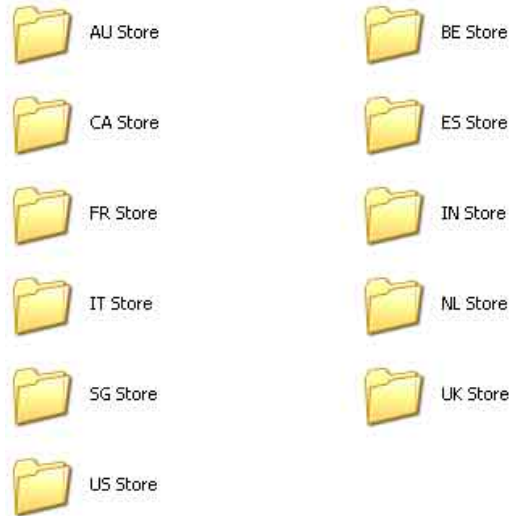 AU Store
BE Store
CA Store
ES Store
FR Store
IN Store
IT Store
NL Store
SG Store
UK Store
US Store